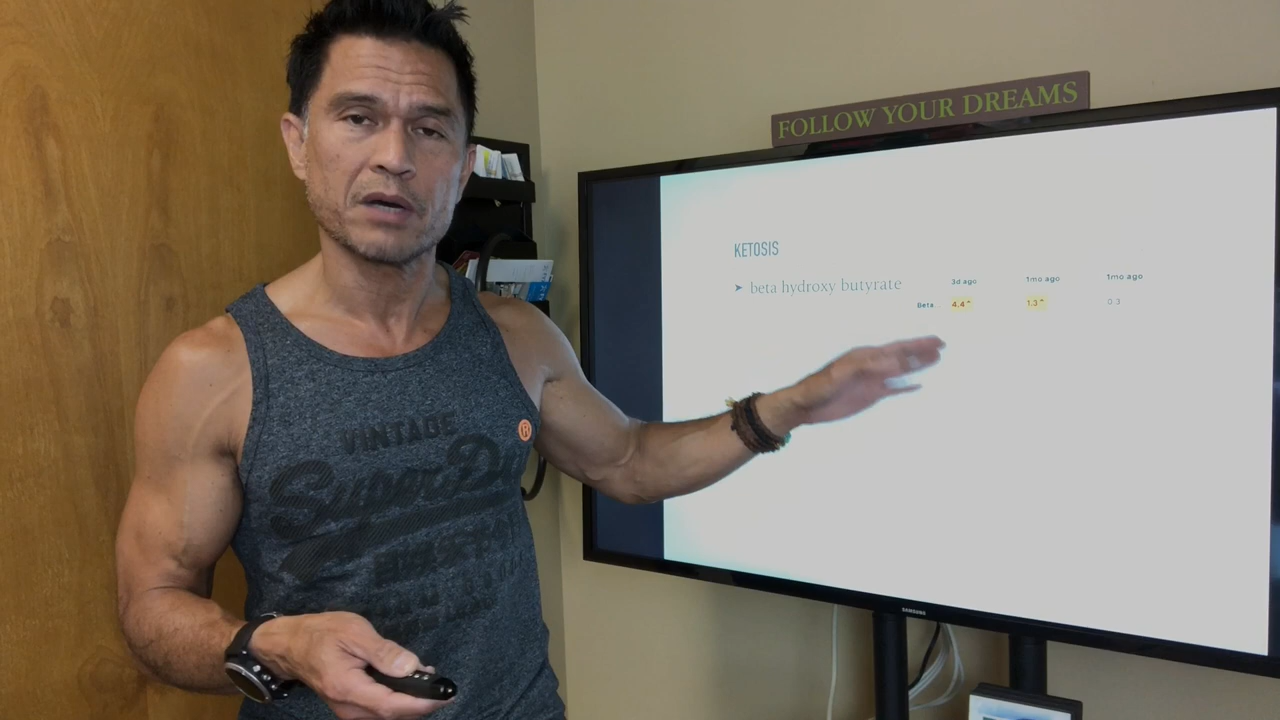 FOLLOW YOUR DREAMS
KETOSIS
➤ beta hydroxy butyrate
3d ago 1mo ago 1mo ago
Beta... 4.4^ 1.3^ 0.3
VINTAGE
Super D
®
SAMSUNG